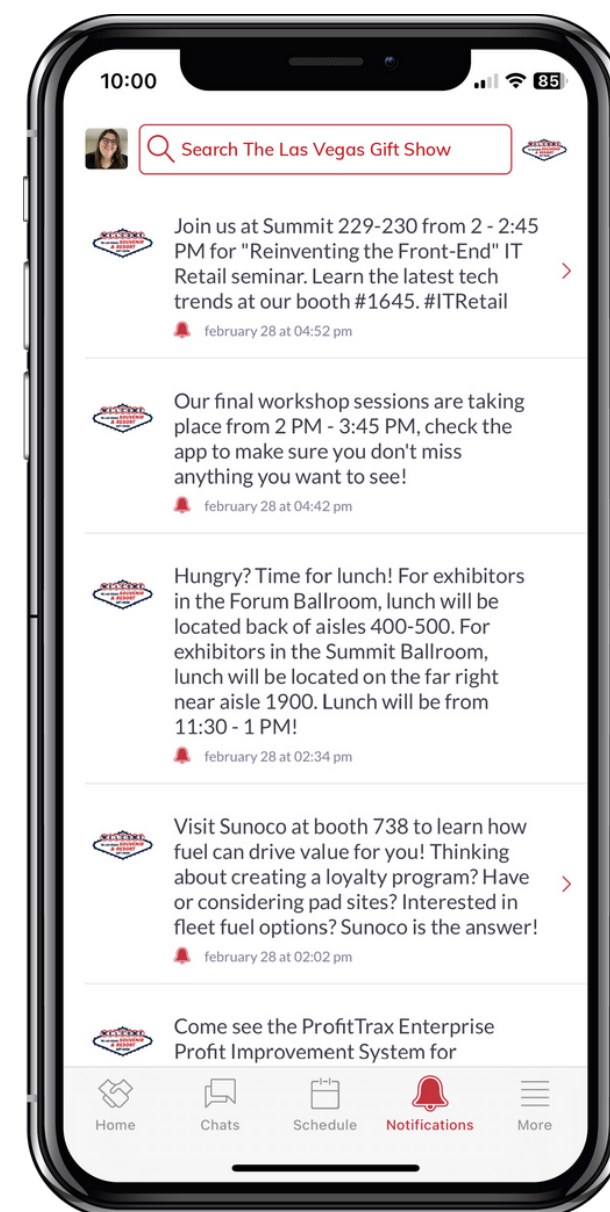 10:00
85
Search The Las Vegas Gift Show
Join us at Summit 229-230 from 2 - 2:45
PM for "Reinventing the Front-End" IT
Retail seminar. Learn the latest tech
trends at our booth #1645. #ITRetail
february 28 at 04:52 pm
Our final workshop sessions are taking
place from 2 PM - 3:45 PM, check the
app to make sure you don't miss
anything you want to see!
february 28 at 04:42 pm
Hungry? Time for lunch! For exhibitors
in the Forum Ballroom, lunch will be
located back of aisles 400-500. For
exhibitors in the Summit Ballroom,
lunch will be located on the far right
near aisle 1900. Lunch will be from
11:30 - 1 PM!
february 28 at 02:34 pm
Visit Sunoco at booth 738 to learn how
fuel can drive value for you! Thinking
about creating a loyalty program? Have
or considering pad sites? Interested in
fleet fuel options? Sunoco is the answer!
february 28 at 02:02 pm
Come see the ProfitTrax Enterprise
Profit Improvement System for
Home
Chats
Schedule
Notifications
More